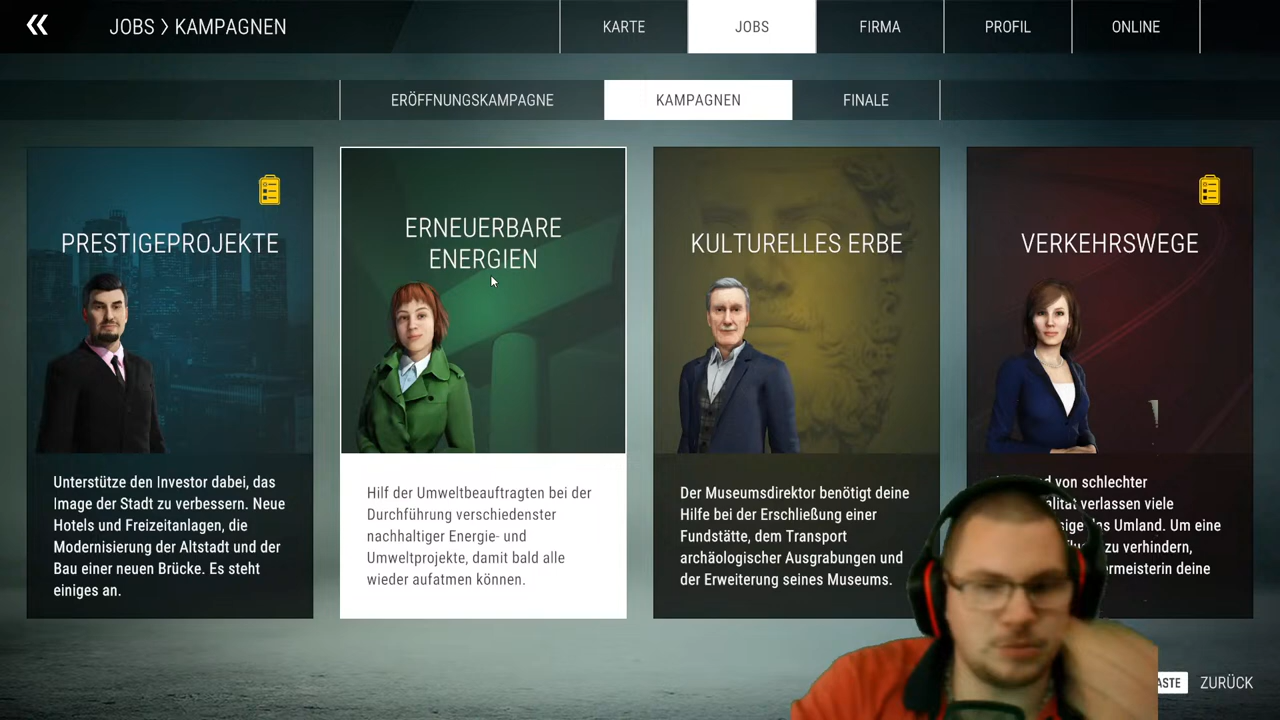 JOBS > KAMPAGNEN
KARTE
JOBS
FIRMA
PROFIL
ONLINE
ERÖFFNUNGSKAMPAGNE
KAMPAGNEN
FINALE
PRESTIGEPROJEKTE
Unterstütze den Investor dabei, das
Image der Stadt zu verbessern. Neue
Hotels und Freizeitanlagen, die
Modernisierung der Altstadt und der
Bau einer neuen Brücke. Es steht
einiges an.
ERNEUERBARE
ENERGIEN
Hilf der Umweltbeauftragten bei der
Durchführung verschiedenster
nachhaltiger Energie- und
Umweltprojekte, damit bald alle
wieder aufatmen können.
KULTURELLES ERBE
Der Museumsdirektor benötigt deine
Hilfe bei der Erschließung einer
Fundstätte, dem Transport
archäologischer Ausgrabungen und
der Erweiterung seines Museums.
VERKEHRSWEGE
von schlechter
verlassen viele
das Umland. Um eine
zu verhindern,
deine
ZURÜCK